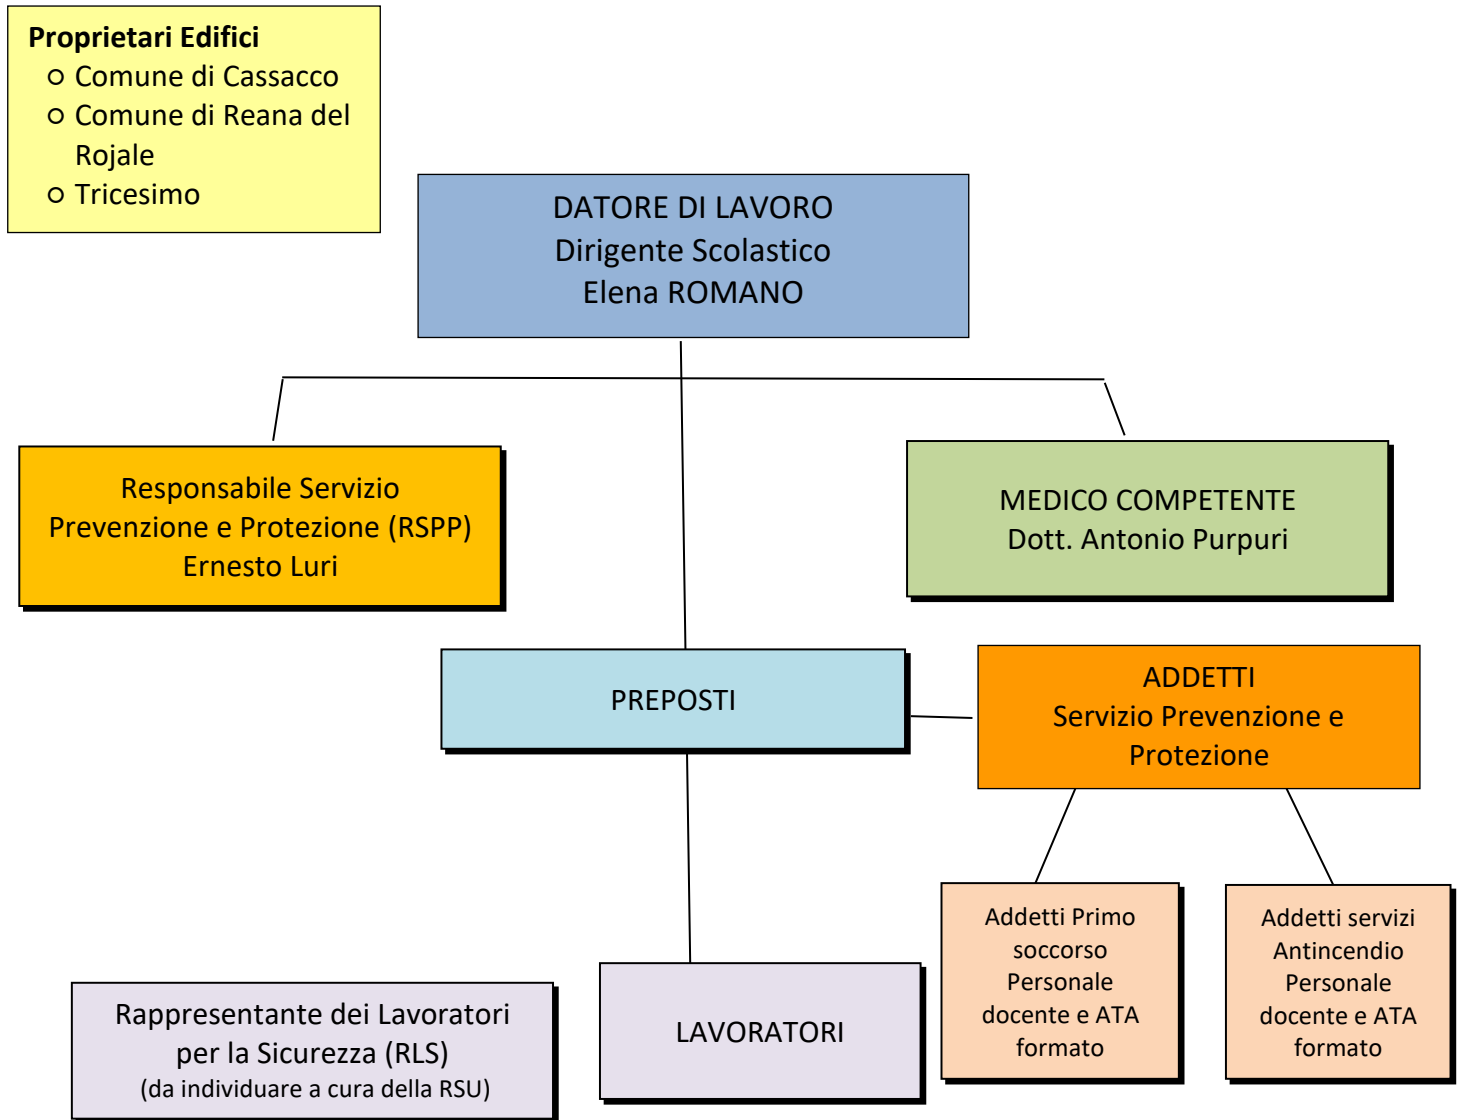 Proprietari Edifici
○ Comune di Cassacco
○ Comune di Reana del
Rojale
○ Tricesimo
DATORE DI LAVORO
Dirigente Scolastico
Elena ROMANO
Responsabile Servizio
Prevenzione e Protezione (RSPP)
Ernesto Luri
MEDICO COMPETENTE
Dott. Antonio Purpuri
PREPOSTI
ADDETTI
Servizio Prevenzione e
Protezione
Addetti Primo
soccorso
Personale
docente e ATA
formato
Addetti servizi
Antincendio
Personale
docente e ATA
formato
Rappresentante dei Lavoratori
per la Sicurezza (RLS)
(da individuare a cura della RSU)
LAVORATORI